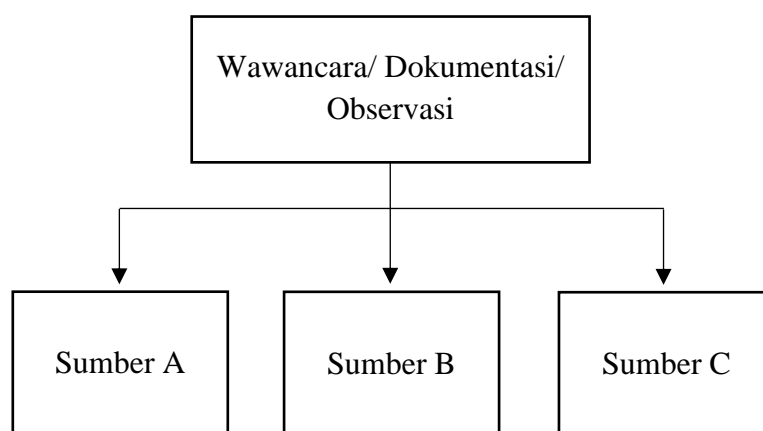 Wawancara/ Dokumentasi/
Observasi
Sumber A
Sumber B
Sumber C